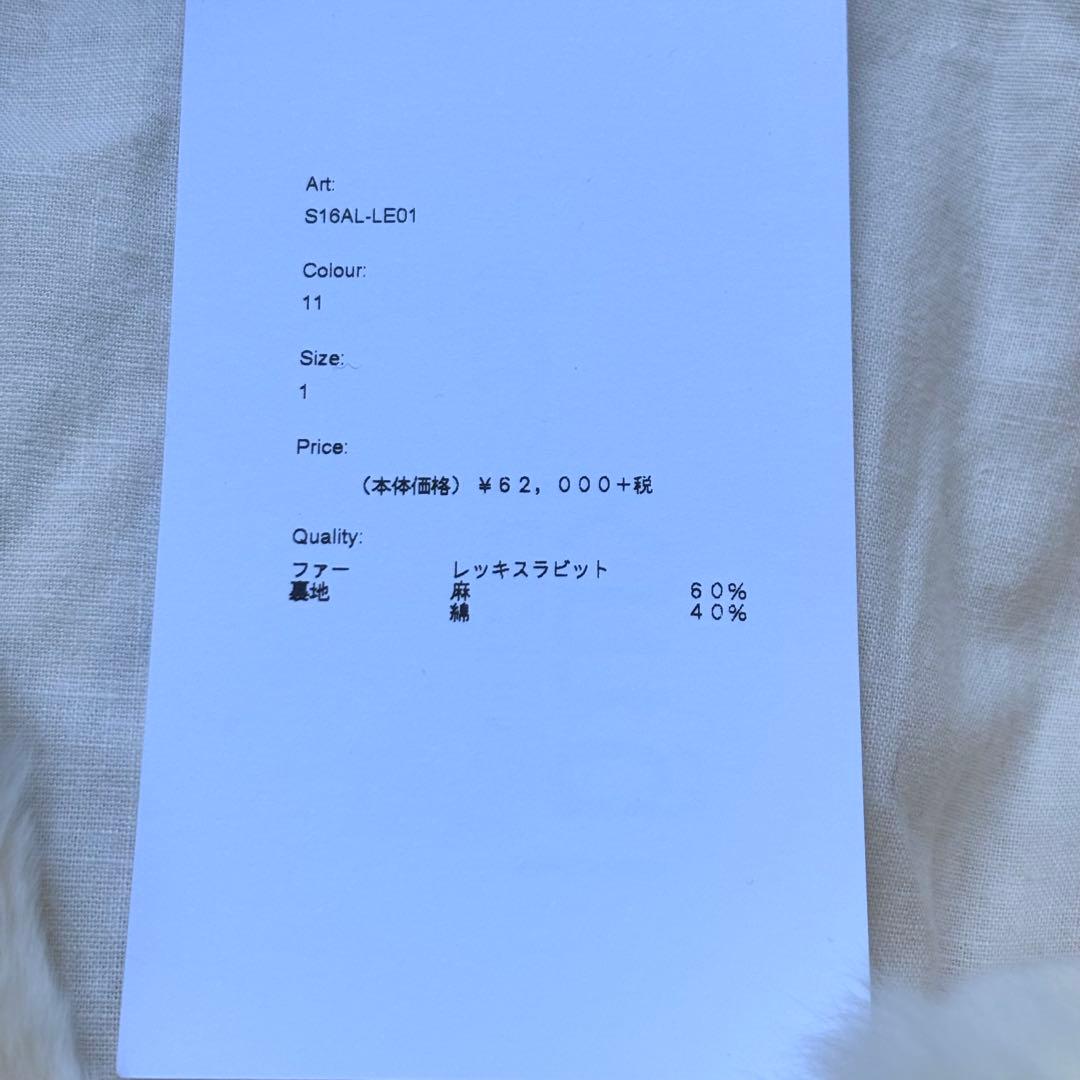 Art:
S16AL-LE01
Colour:
11
Size:
1
Price:
(本体価格) ¥62,000+税
Quality:
ファー レッキスラビット
裏地 麻 60%
綿 40%